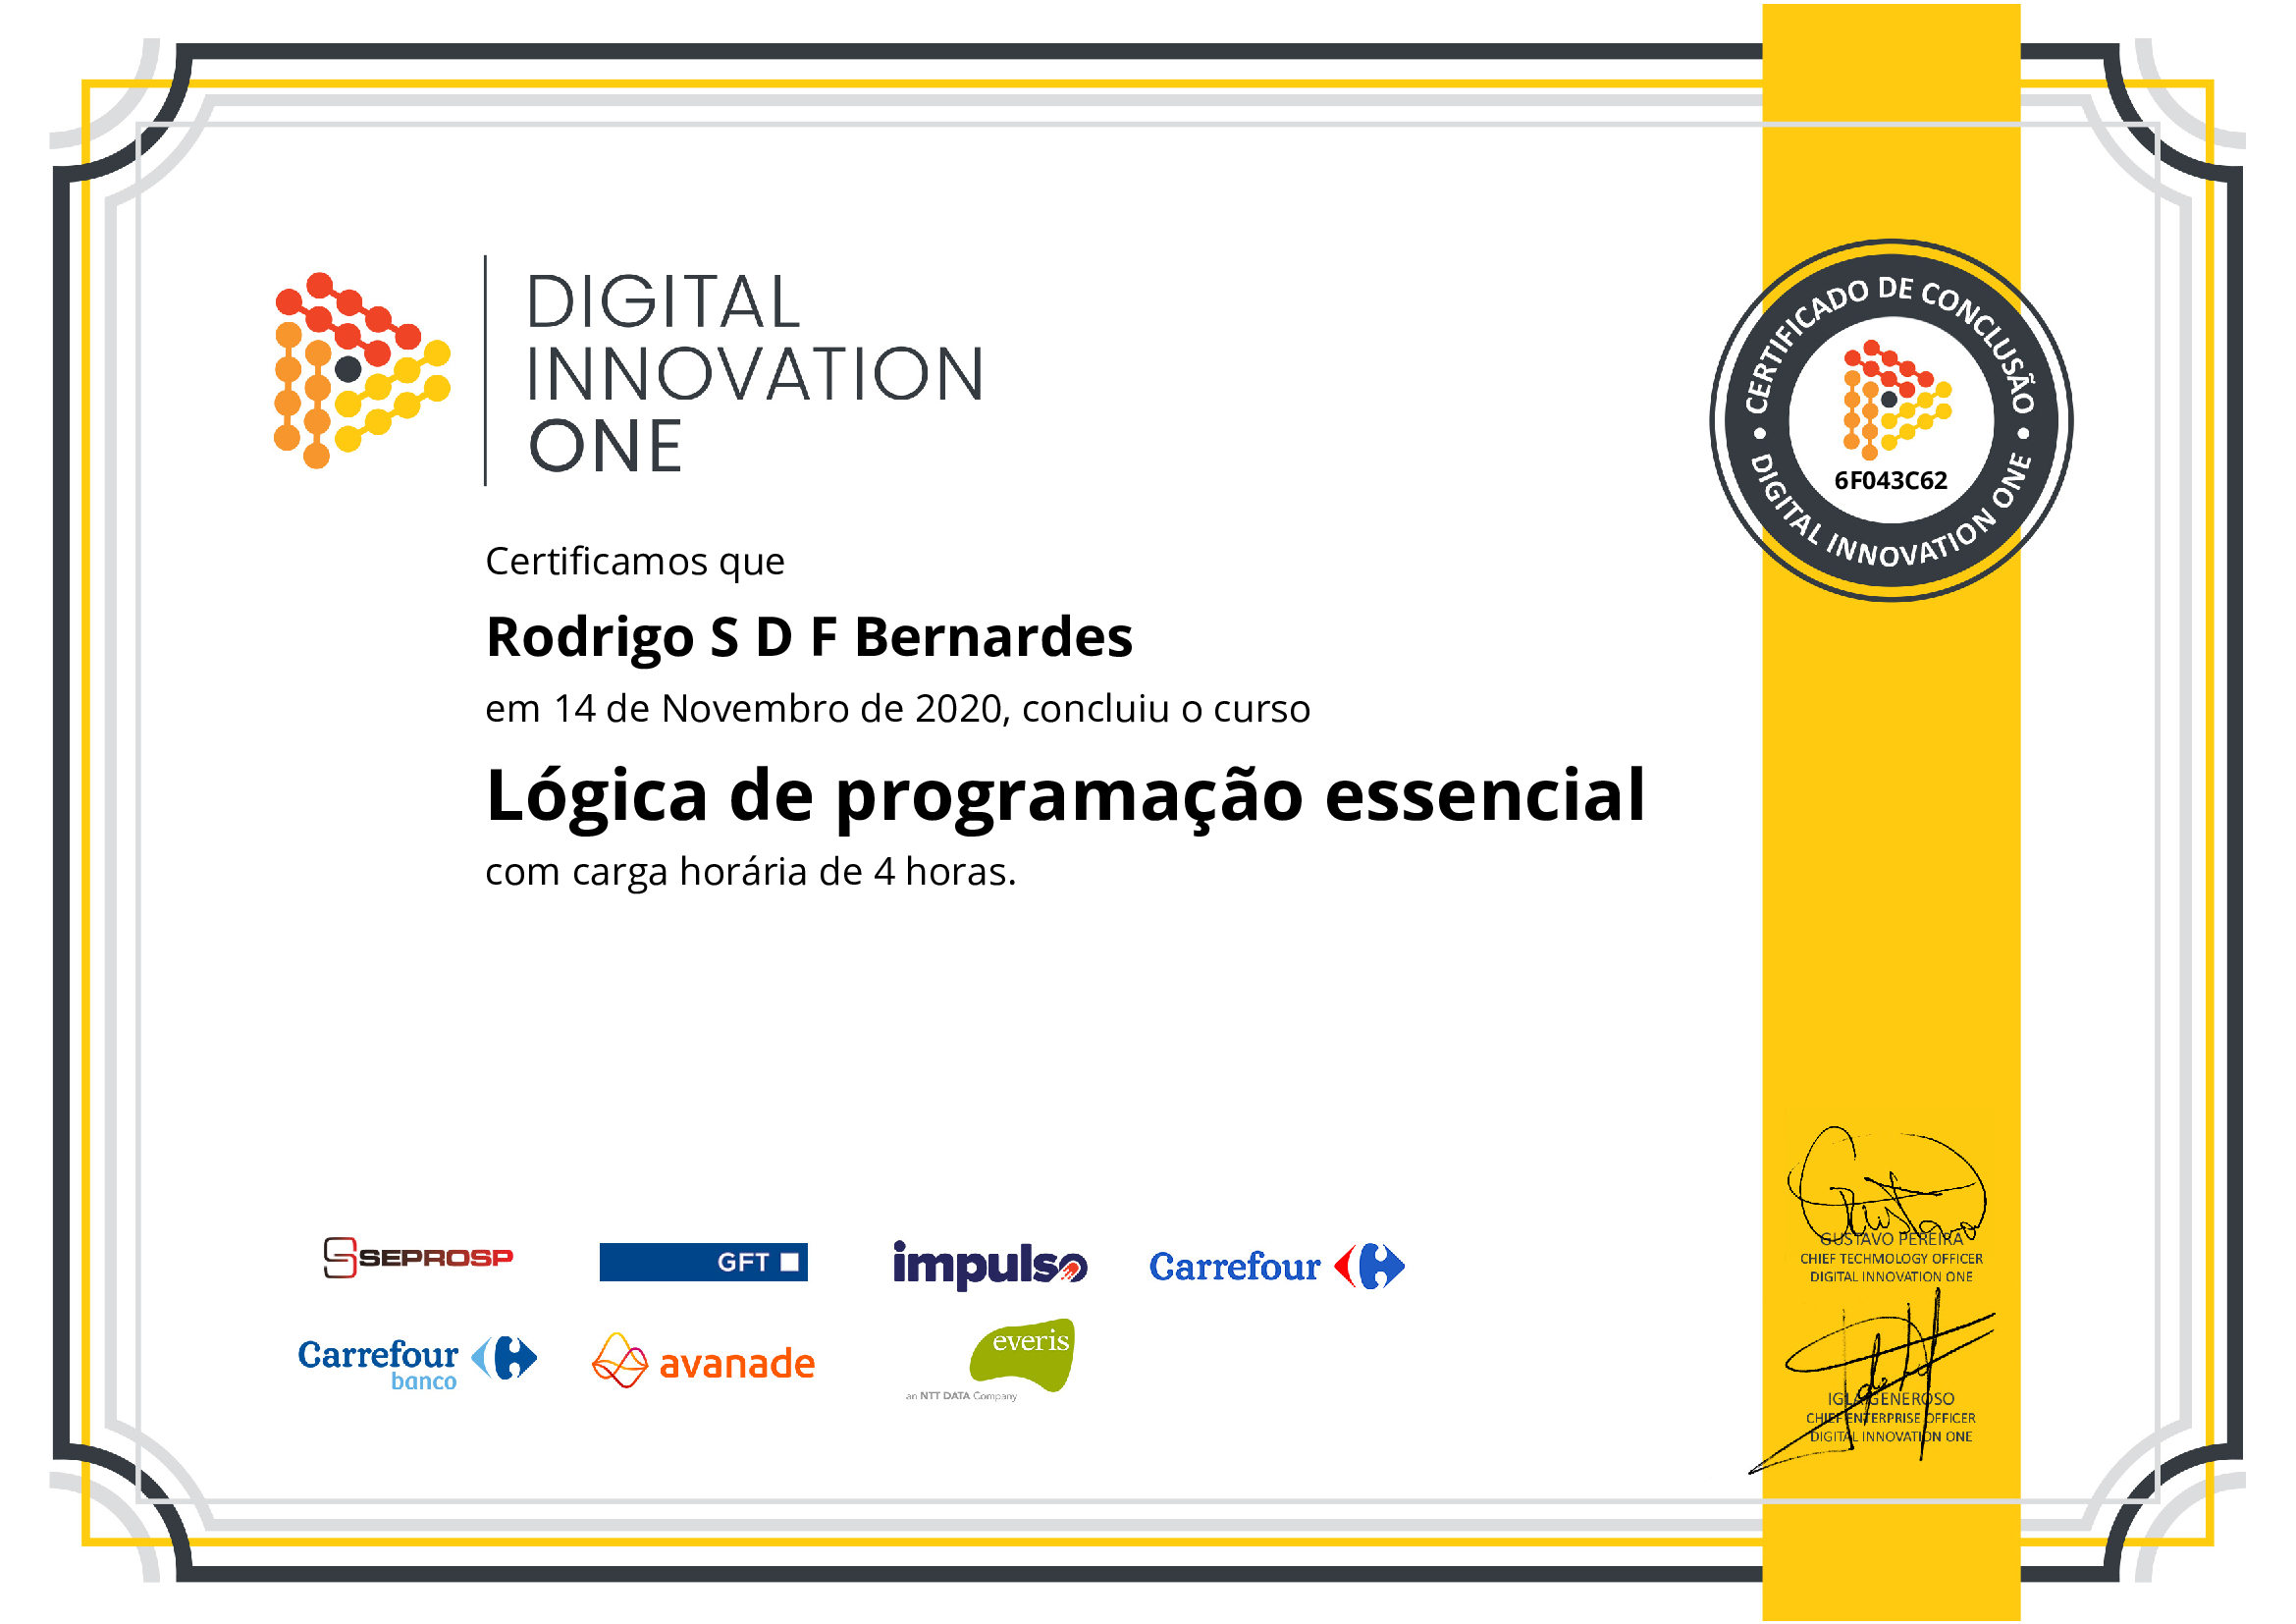 DIGITAL
INNOVATION
ONE
CERTIFICADO DE CONCLUSÃO
6F043C62
DIGITAL INNOVATION ONE
Certificamos que
Rodrigo S D F Bernardes
em 14 de Novembro de 2020, concluiu o curso
Lógica de programação essencial
com carga horária de 4 horas.
SEPROSP
GFT
impulso
Carrefour
Carrefour
banco
avanade
everis
an NTT DATA Company
Gustavo
GUSTAVO PEREIRA
CHIEF TECHMOLOGY OFFICER
DIGITAL INNOVATION ONE
IGLA GENEROSO
CHIEF ENTERPRISE OFFICER
DIGITAL INNOVATION ONE